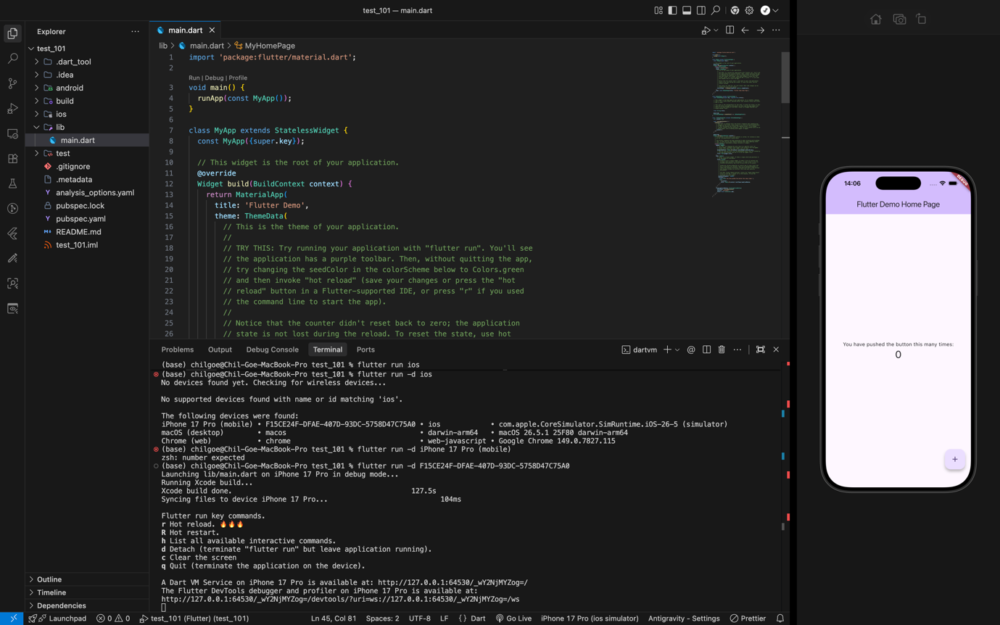 test_101 — main.dart
Explorer
test_101
.dart_tool
.idea
android
build
ios
lib
main.dart
test
.gitignore
.metadata
analysis_options.yaml
pubspec.lock
pubspec.yaml
README.md
test_101.iml
Outline
Timeline
Dependencies
main.dart
lib > main.dart > MyHomePage
1 import 'package:flutter/material.dart';
2
Run | Debug | Profile
3 void main() {
4 runApp(const MyApp());
5 }
6
7 class MyApp extends StatelessWidget {
8 const MyApp({super.key});
9
10 // This widget is the root of your application.
11 @override
12 Widget build(BuildContext context) {
13 return MaterialApp(
14 title: 'Flutter Demo',
15 theme: ThemeData(
16 // This is the theme of your application.
17 //
18 // TRY THIS: Try running your application with "flutter run". You'll see
19 // the application has a purple toolbar. Then, without quitting the app,
20 // try changing the seedColor in the colorScheme below to Colors.green
21 // and then invoke "hot reload" (save your changes or press the "hot
22 // reload" button in a Flutter-supported IDE, or press "r" if you used
23 // the command line to start the app).
24 //
25 // Notice that the counter didn't reset back to zero; the application
26 // state is not lost during the reload. To reset the state, use hot
Problems Output Debug Console Terminal Ports
dartvm
(base) chilgoe@Chil-Goe-MacBook-Pro test_101 % flutter run ios
(base) chilgoe@Chil-Goe-MacBook-Pro test_101 % flutter run -d ios
No devices found yet. Checking for wireless devices...
No supported devices found with name or id matching 'ios'.
The following devices were found:
iPhone 17 Pro (mobile) • F15CE24F-DFAE-407D-93DC-5758D47C75A0 • ios • com.apple.CoreSimulator.SimRuntime.iOS-26-5 (simulator)
macOS (desktop) • macos • darwin-arm64 • macOS 26.5.1 25F80 darwin-arm64
Chrome (web) • chrome • web-javascript • Google Chrome 149.0.7827.115
(base) chilgoe@Chil-Goe-MacBook-Pro test_101 % flutter run -d iPhone 17 Pro (mobile)
zsh: number expected
(base) chilgoe@Chil-Goe-MacBook-Pro test_101 % flutter run -d F15CE24F-DFAE-407D-93DC-5758D47C75A0
Launching lib/main.dart on iPhone 17 Pro in debug mode...
Running Xcode build...
Xcode build done. 127.5s
Syncing files to device iPhone 17 Pro... 104ms
Flutter run key commands.
r Hot reload. 🔥🔥🔥
R Hot restart.
h List all available interactive commands.
d Detach (terminate "flutter run" but leave application running).
c Clear the screen
q Quit (terminate the application on the device).
A Dart VM Service on iPhone 17 Pro is available at: http://127.0.0.1:64530/_wY2NjMYZog=/
The Flutter DevTools debugger and profiler on iPhone 17 Pro is available at:
http://127.0.0.1:64530/_wY2NjMYZog=/devtools/?uri=ws://127.0.0.1:64530/_wY2NjMYZog=/ws
Launchpad 0 0 test_101 (Flutter) (test_101) Ln 45, Col 81 Spaces: 2 UTF-8 LF {} Dart Go Live iPhone 17 Pro (ios simulator) Antigravity - Settings Prettier
14:06
DEBUG
Flutter Demo Home Page
You have pushed the button this many times:
0
+